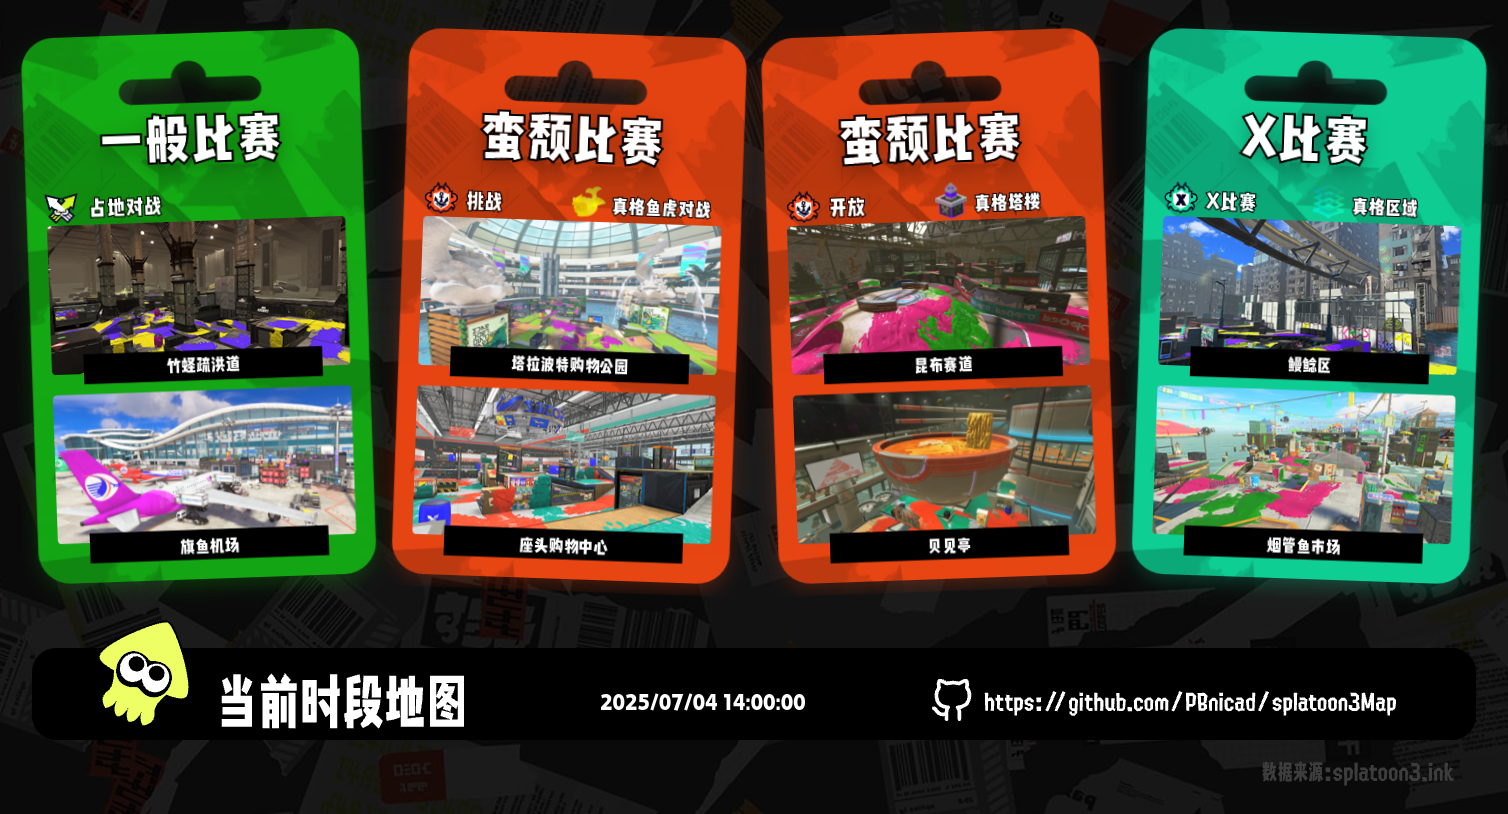 一般比赛
占地对战
竹蛏疏洪道
旗鱼机场
蛮颓比赛
挑战
真格鱼虎对战
塔拉波特购物公园
座头购物中心
蛮颓比赛
开放
真格塔楼
昆布赛道
贝贝亭
X比赛
X比赛
真格区域
鳗鲶区
烟管鱼市场
当前时段地图
2025/07/04 14:00:00
https://github.com/PBnicad/splatoon3Map
数据来源:splatoon3.ink